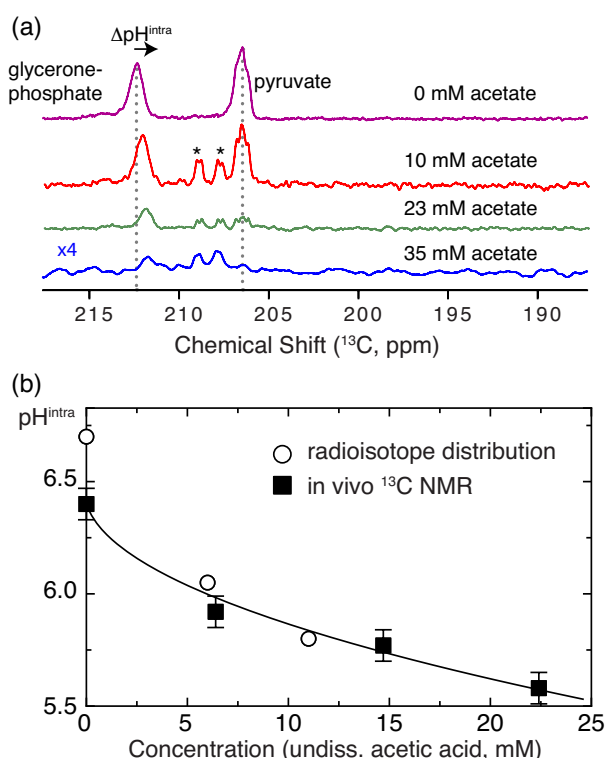 (a)
ΔpH^intra
glycerone-
phosphate
pyruvate
0 mM acetate
* *
10 mM acetate
23 mM acetate
x4
35 mM acetate
215 210 205 200 195 190
Chemical Shift (¹³C, ppm)
(b)
pH^intra
radioisotope distribution
in vivo ¹³C NMR
6.5
6.0
5.5
0 5 10 15 20 25
Concentration (undiss. acetic acid, mM)